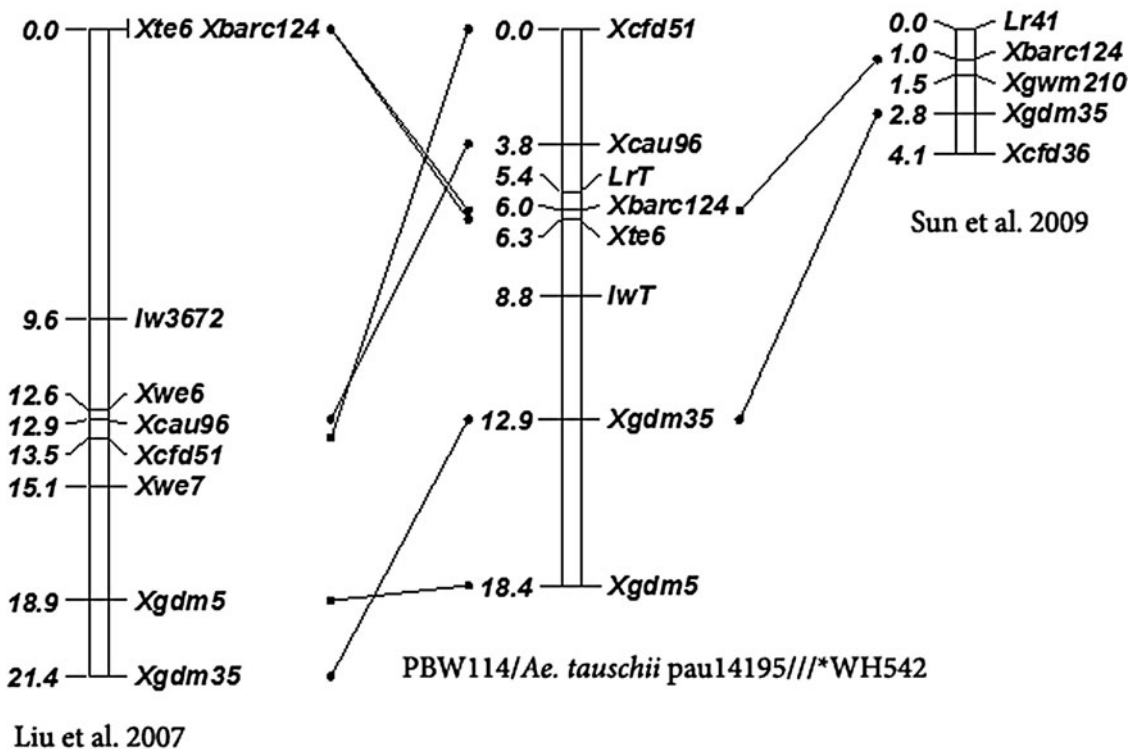 0.0 Xte6 Xbarc124
9.6 Iw3672
12.6 Xwe6
12.9 Xcau96
13.5 Xcfd51
15.1 Xwe7
18.9 Xgdm5
21.4 Xgdm35
Liu et al. 2007
0.0 Xcfd51
3.8 Xcau96
5.4 LrT
6.0 Xbarc124
6.3 Xte6
8.8 IwT
12.9 Xgdm35
18.4 Xgdm5
PBW114/Ae. tauschii pau14195///*WH542
0.0 Lr41
1.0 Xbarc124
1.5 Xgwm210
2.8 Xgdm35
4.1 Xcfd36
Sun et al. 2009